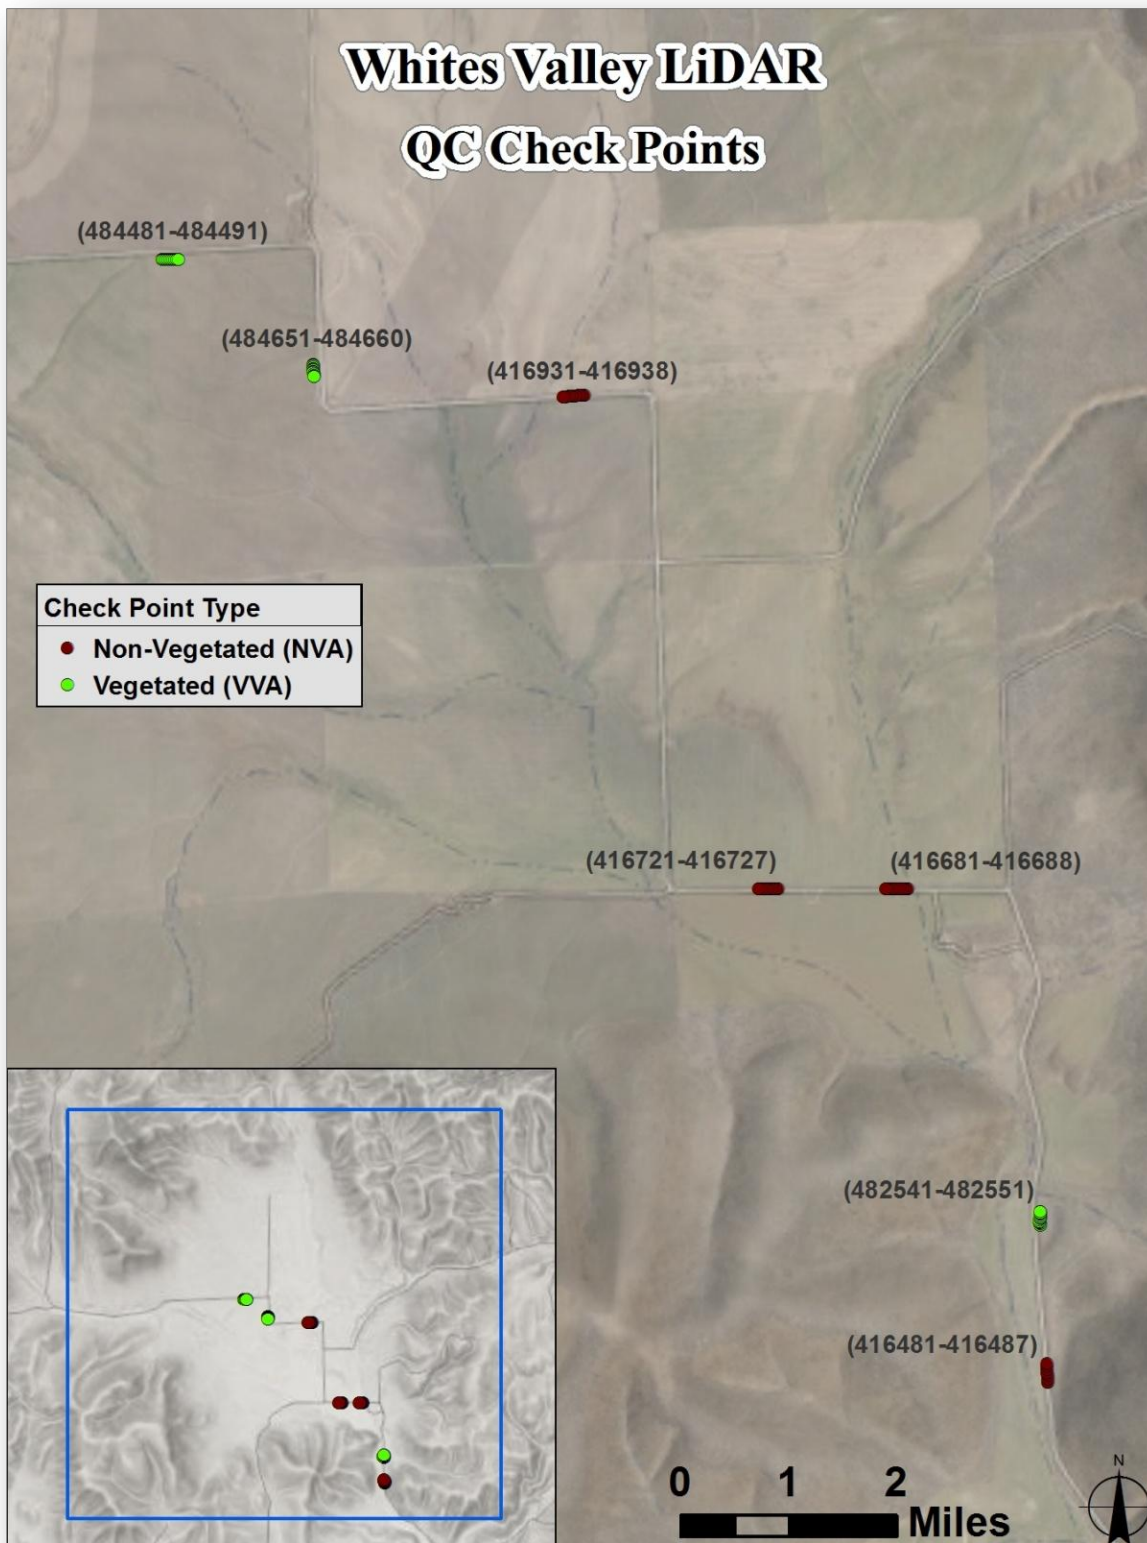 Whites Valley LiDAR
QC Check Points
(484481-484491)
(484651-484660)
(416931-416938)
Check Point Type
Non-Vegetated (NVA)
Vegetated (VVA)
(416721-416727)
(416681-416688)
(482541-482551)
(416481-416487)
N
0 1 2
Miles